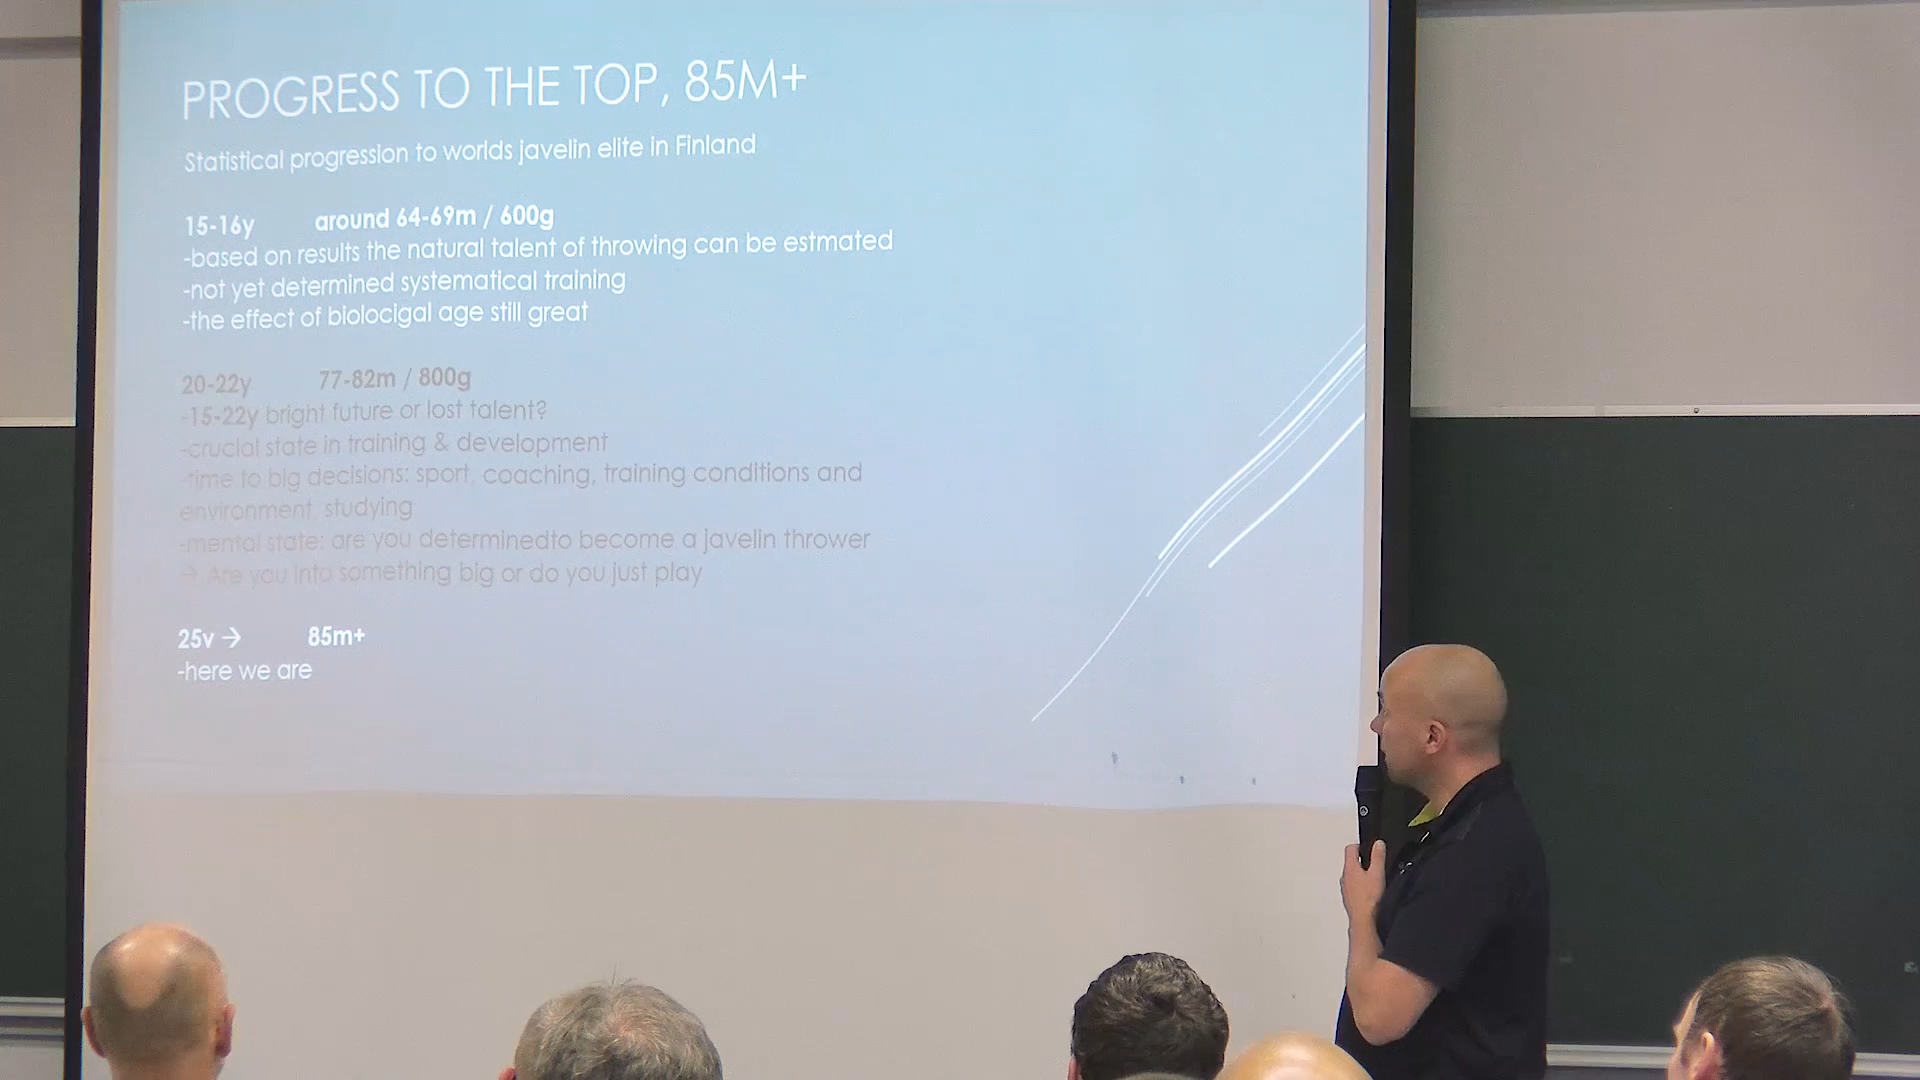 PROGRESS TO THE TOP, 85M+
Statistical progression to worlds javelin elite in Finland
15-16y around 64-69m / 600g
-based on results the natural talent of throwing can be estmated
-not yet determined systematical training
-the effect of biolocigal age still great
20-22y 77-82m / 800g
-15-22y bright future or lost talent?
-crucial state in training & development
-time to big decisions: sport, coaching, training conditions and
environment, studying
-mental state: are you determinedto become a javelin thrower
→ Are you into something big or do you just play
25v → 85m+
-here we are